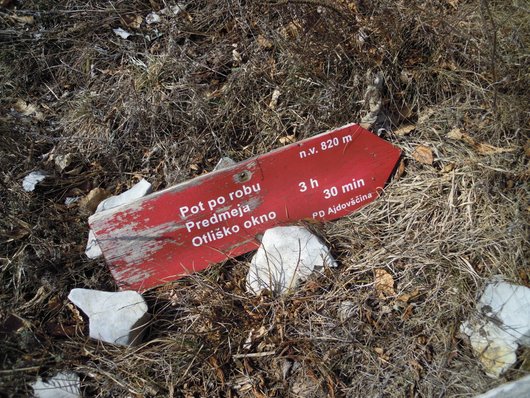 n.v. 820 m
Pot po robu
Predmeja 3 h
Otliško okno 30 min
PD Ajdovščina